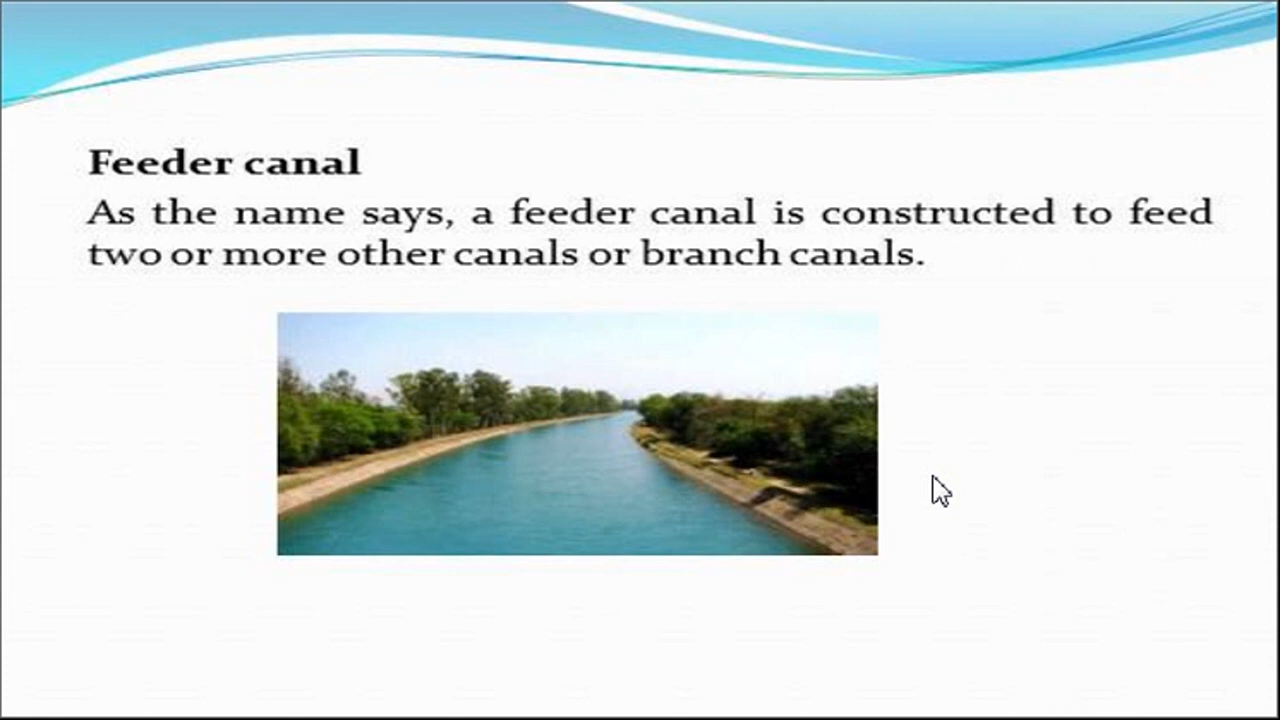 Feeder canal
As the name says, a feeder canal is constructed to feed
two or more other canals or branch canals.